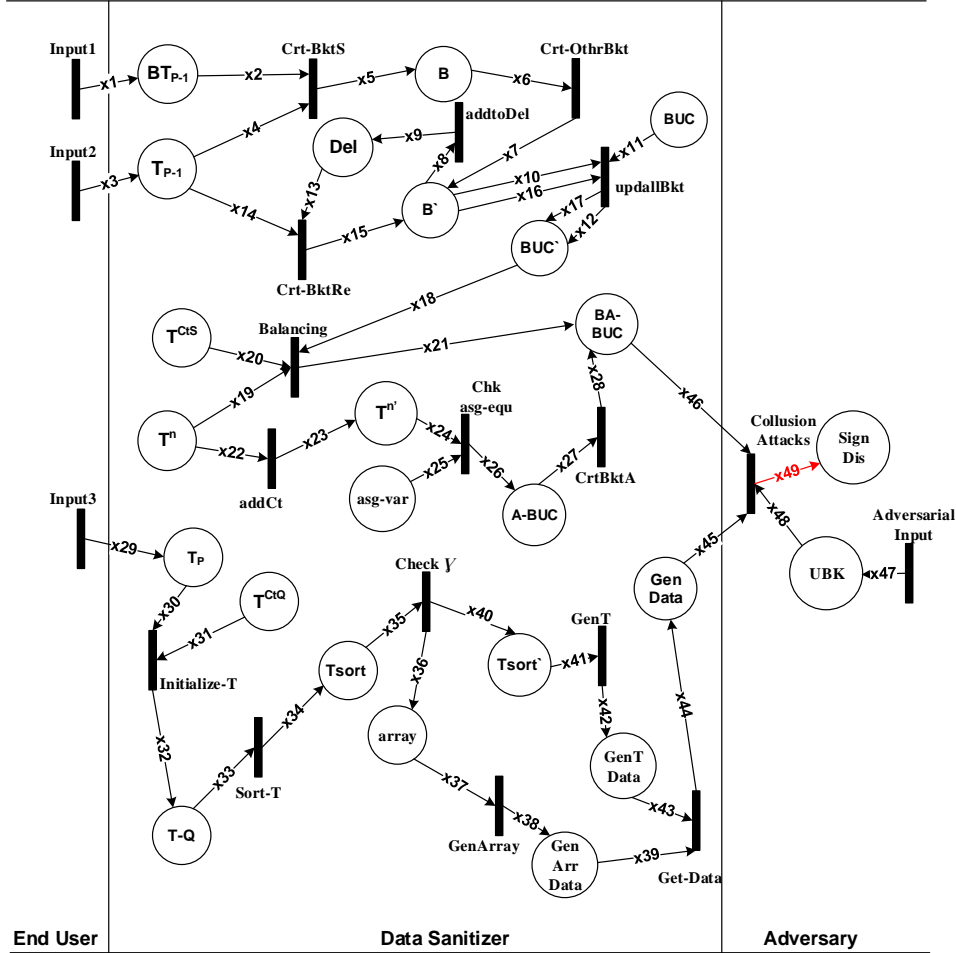 Input1
Crt-BktS
Crt-OthrBkt
x1
BTP-1
x2
x5
B
x6
x4
addtoDel
BUC
Input2
x9
Del
x8
x7
x11
x3
TP-1
x10
x16
updallBkt
x13
x14
x15
B`
x17
x12
BUC`
Crt-BktRe
x18
TCtS
Balancing
BA-
BUC
x20
x21
x19
x28
x46
Tn
Tn'
Chk
asg-equ
Collusion
Attacks
Sign
Dis
x22
x23
x24
x25
x26
x27
x49
addCt
asg-var
A-BUC
CrtBktA
x48
Input3
x45
Adversarial
Input
x29
TP
Check γ
Gen
Data
UBK
x47
x30
TCtQ
x31
x35
x40
GenT
Initialize-T
Tsort
x36
Tsort`
x41
x34
x42
x44
x32
array
x33
GenT
Data
Sort-T
x37
x43
T-Q
x38
GenArray
Gen
Arr
Data
x39
Get-Data
End User
Data Sanitizer
Adversary